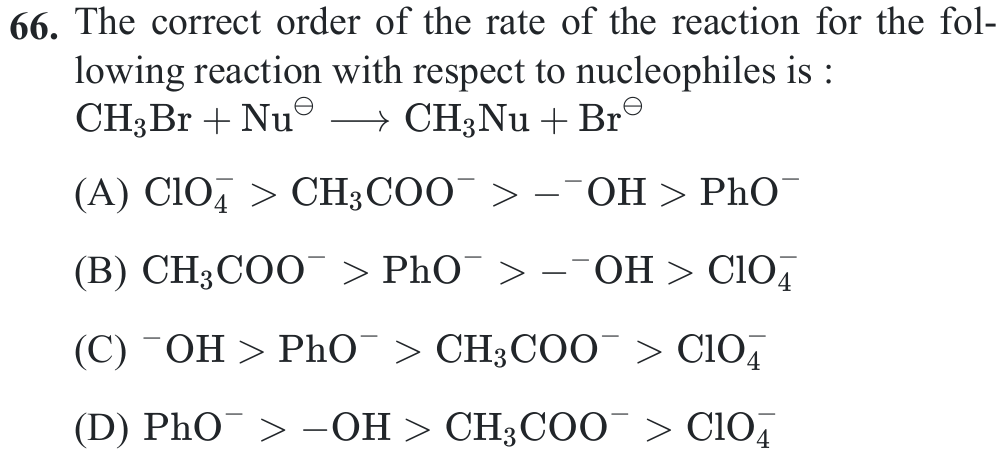 66. The correct order of the rate of the reaction for the fol-
lowing reaction with respect to nucleophiles is :
CH₃Br + Nu^⊖ ⟶ CH₃Nu + Br^⊖
(A) ClO₄⁻ > CH₃COO⁻ > −⁻OH > PhO⁻
(B) CH₃COO⁻ > PhO⁻ > −⁻OH > ClO₄⁻
(C) ⁻OH > PhO⁻ > CH₃COO⁻ > ClO₄⁻
(D) PhO⁻ > −OH > CH₃COO⁻ > ClO₄⁻